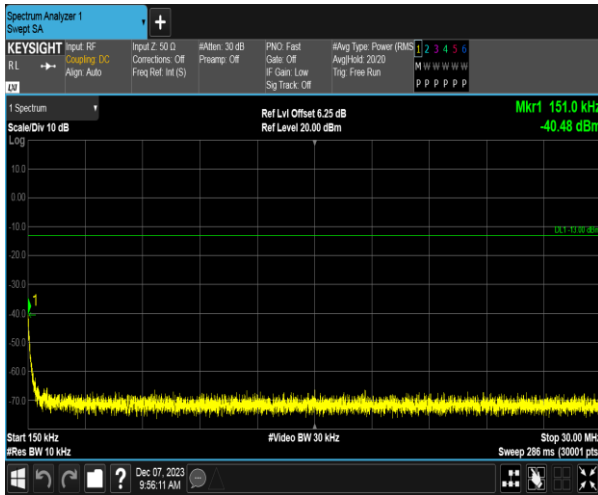 Spectrum Analyzer 1
Swept SA
KEYSIGHT
RL
LXI
Input: RF
Coupling: DC
Align: Auto
Input Z: 50 Ω
Corrections: Off
Freq Ref: Int (S)
#Atten: 30 dB
Preamp: Off
PNO: Fast
Gate: Off
IF Gain: Low
Sig Track: Off
#Avg Type: Power (RMS
Avg|Hold: 20/20
Trig: Free Run
1 2 3 4 5 6
M W W W W W
P P P P P P
1 Spectrum
Scale/Div 10 dB
Log
Ref Lvl Offset 6.25 dB
Ref Level 20.00 dBm
Mkr1 151.0 kHz
-40.48 dBm
10.0
0.00
-10.0
DL1 -13.00 dBm
-20.0
-30.0
1
-40.0
-50.0
-60.0
-70.0
Start 150 kHz
#Res BW 10 kHz
#Video BW 30 kHz
Stop 30.00 MHz
Sweep 286 ms (30001 pts)
?
Dec 07, 2023
9:56:11 AM